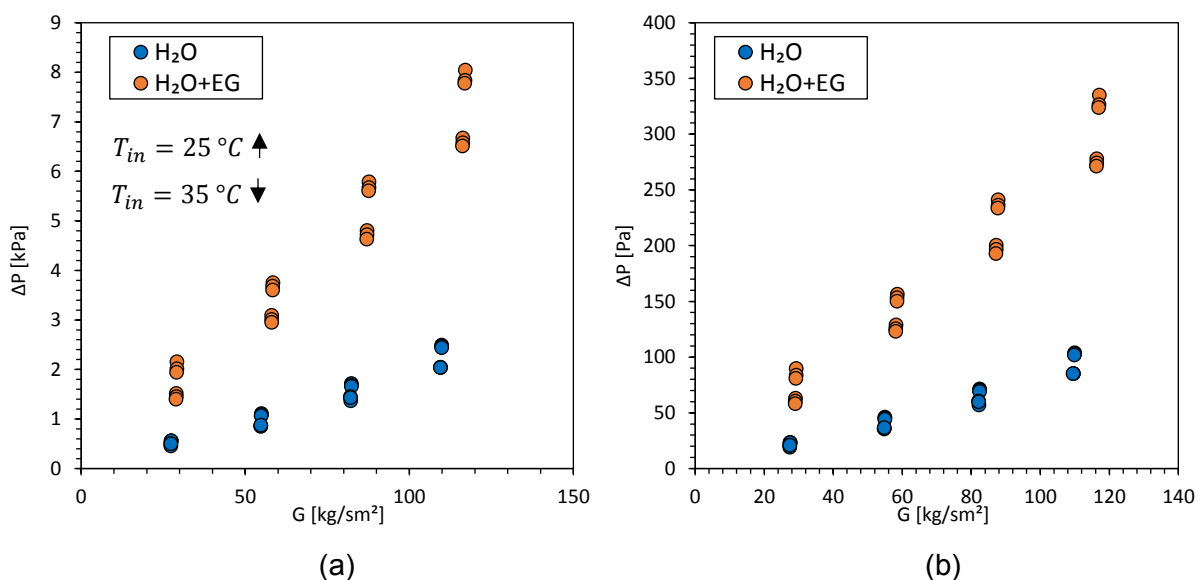 9
8
7
6
5
4
3
2
1
0
ΔP [kPa]
H₂O
H₂O+EG
T_in = 25 °C
T_in = 35 °C
0 50 100 150
G [kg/sm²]
(a)
400
350
300
250
200
150
100
50
0
ΔP [Pa]
H₂O
H₂O+EG
0 20 40 60 80 100 120 140
G [kg/sm²]
(b)